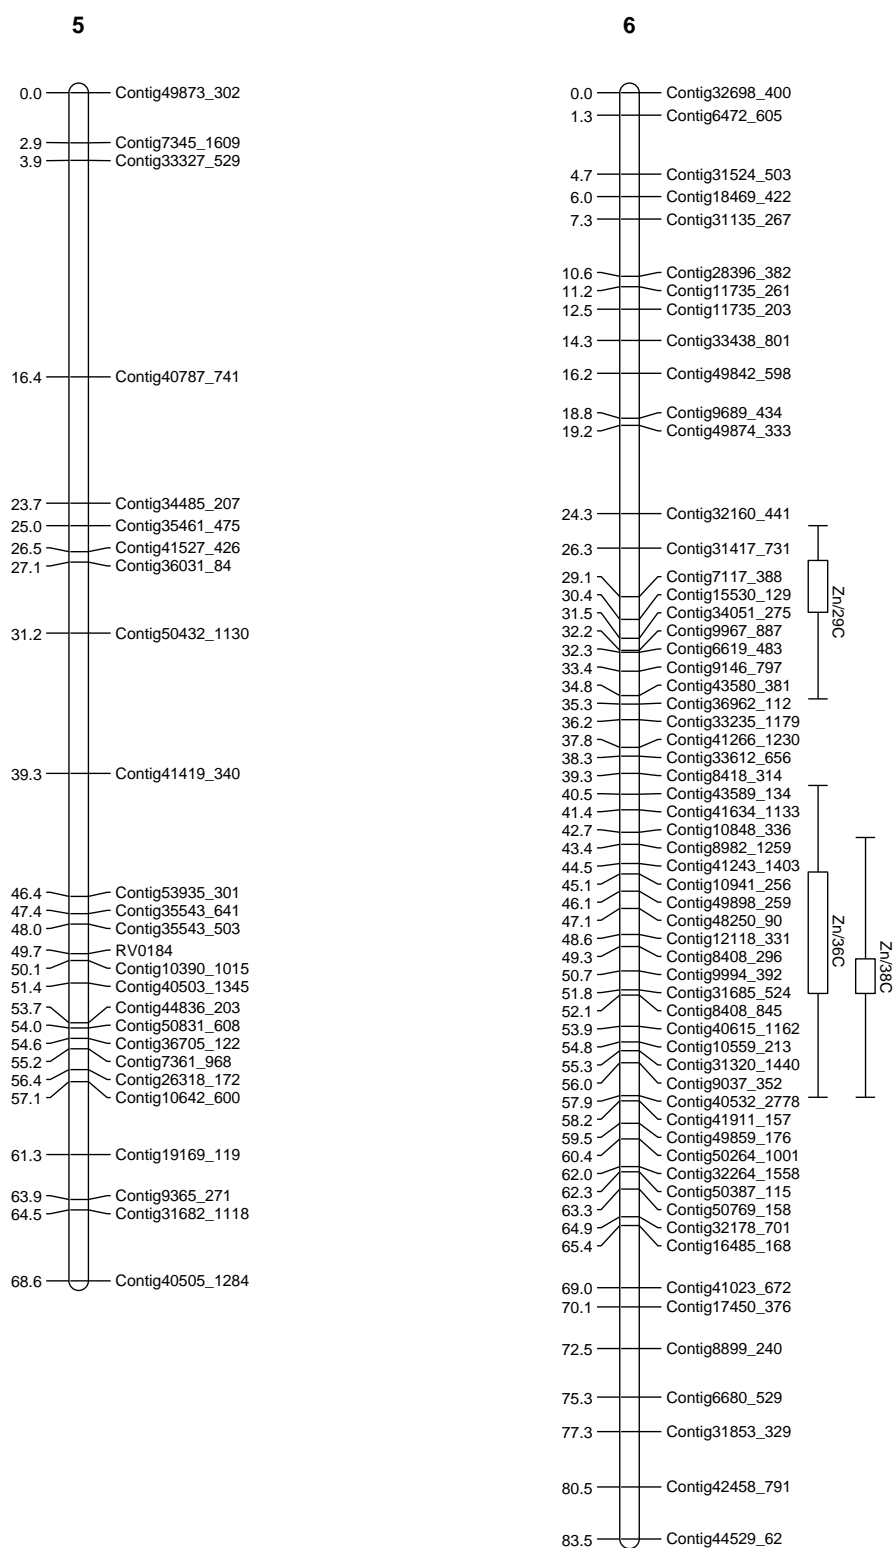 5
0.0 Contig49873_302
2.9 Contig7345_1609
3.9 Contig33327_529
16.4 Contig40787_741
23.7 Contig34485_207
25.0 Contig35461_475
26.5 Contig41527_426
27.1 Contig36031_84
31.2 Contig50432_1130
39.3 Contig41419_340
46.4 Contig53935_301
47.4 Contig35543_641
48.0 Contig35543_503
49.7 RV0184
50.1 Contig10390_1015
51.4 Contig40503_1345
53.7 Contig44836_203
54.0 Contig50831_608
54.6 Contig36705_122
55.2 Contig7361_968
56.4 Contig26318_172
57.1 Contig10642_600
61.3 Contig19169_119
63.9 Contig9365_271
64.5 Contig31682_1118
68.6 Contig40505_1284
6
0.0 Contig32698_400
1.3 Contig6472_605
4.7 Contig31524_503
6.0 Contig18469_422
7.3 Contig31135_267
10.6 Contig28396_382
11.2 Contig11735_261
12.5 Contig11735_203
14.3 Contig33438_801
16.2 Contig49842_598
18.8 Contig9689_434
19.2 Contig49874_333
24.3 Contig32160_441
26.3 Contig31417_731
29.1 Contig7117_388
30.4 Contig15530_129
31.5 Contig34051_275
32.2 Contig9967_887
32.3 Contig6619_483
33.4 Contig9146_797
34.8 Contig43580_381
35.3 Contig36962_112
36.2 Contig33235_1179
37.8 Contig41266_1230
38.3 Contig33612_656
39.3 Contig8418_314
40.5 Contig43589_134
41.4 Contig41634_1133
42.7 Contig10848_336
43.4 Contig8982_1259
44.5 Contig41243_1403
45.1 Contig10941_256
46.1 Contig49898_259
47.1 Contig48250_90
48.6 Contig12118_331
49.3 Contig8408_296
50.7 Contig9994_392
51.8 Contig31685_524
52.1 Contig8408_845
53.9 Contig40615_1162
54.8 Contig10559_213
55.3 Contig31320_1440
56.0 Contig9037_352
57.9 Contig40532_2778
58.2 Contig41911_157
59.5 Contig49859_176
60.4 Contig50264_1001
62.0 Contig32264_1558
62.3 Contig50387_115
63.3 Contig50769_158
64.9 Contig32178_701
65.4 Contig16485_168
69.0 Contig41023_672
70.1 Contig17450_376
72.5 Contig8899_240
75.3 Contig6680_529
77.3 Contig31853_329
80.5 Contig42458_791
83.5 Contig44529_62
Zn/29C
Zn/36C
Zn/38C